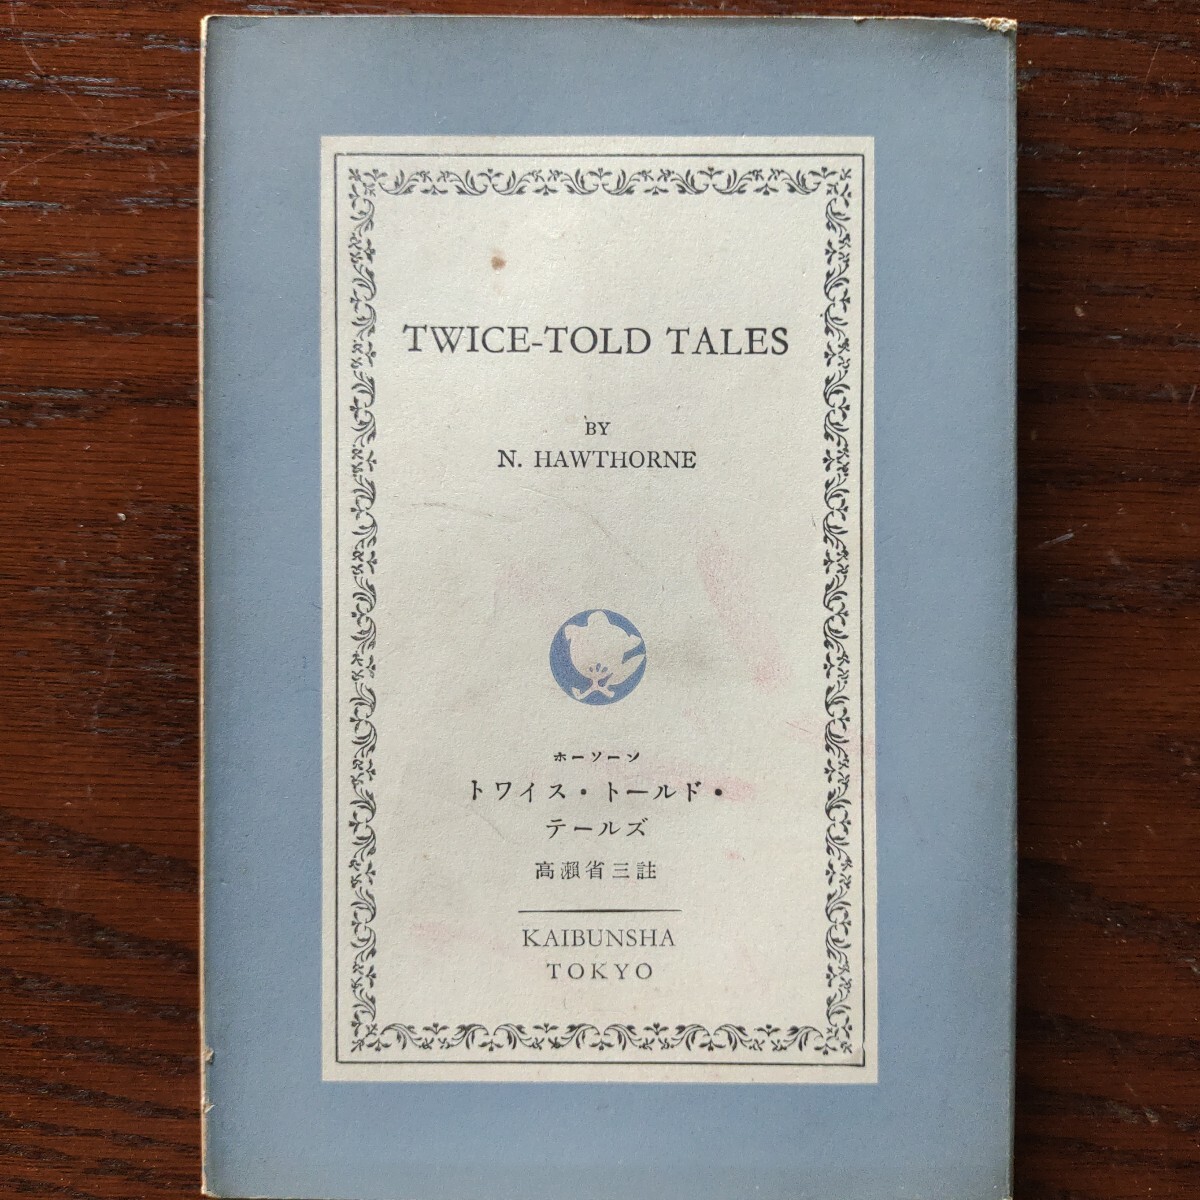 TWICE-TOLD TALES
BY
N. HAWTHORNE
ホーソーン
トワイス・トールド・
テールズ
高瀨省三註
KAIBUNSHA
TOKYO